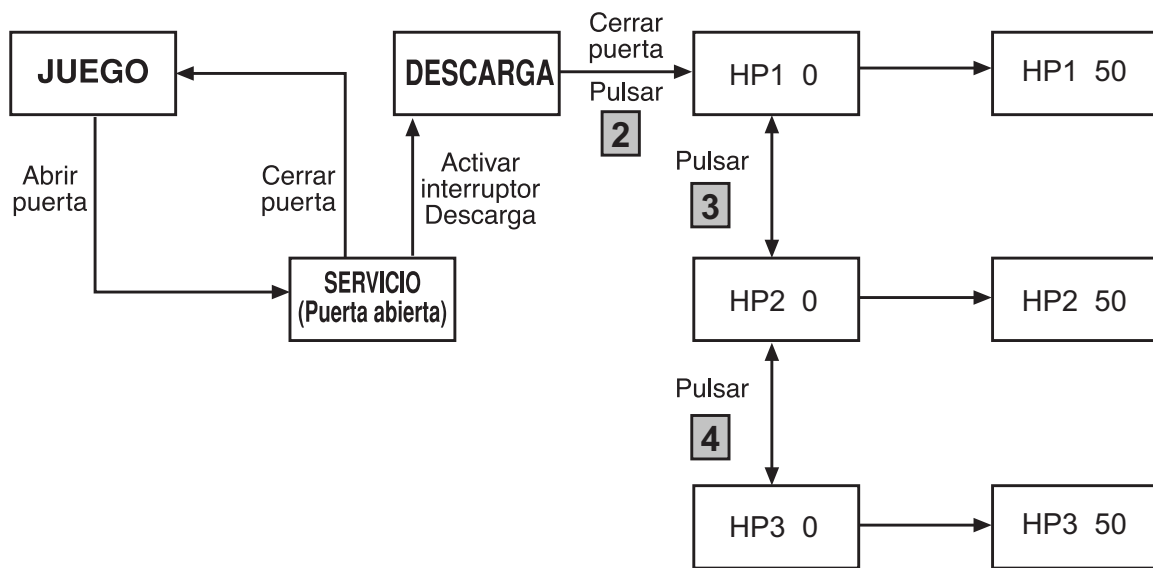 JUEGO
Abrir
puerta
Cerrar
puerta
SERVICIO
(Puerta abierta)
DESCARGA
Activar
interruptor
Descarga
Cerrar
puerta
Pulsar
2
HP1 0
HP1 50
Pulsar
3
HP2 0
HP2 50
Pulsar
4
HP3 0
HP3 50